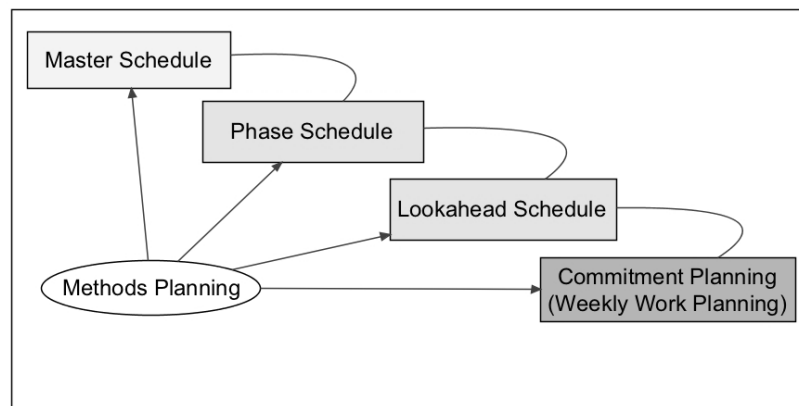 Master Schedule
Phase Schedule
Lookahead Schedule
Methods Planning
Commitment Planning
(Weekly Work Planning)